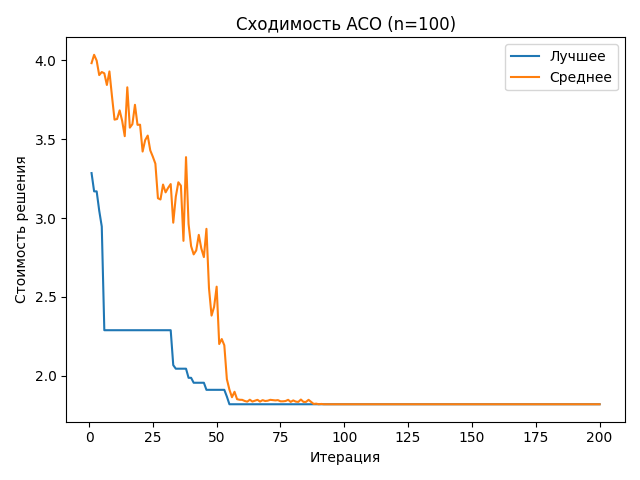 Сходимость ACO (n=100)
Лучшее
Среднее
Стоимость решения
4.0
3.5
3.0
2.5
2.0
0 25 50 75 100 125 150 175 200
Итерация